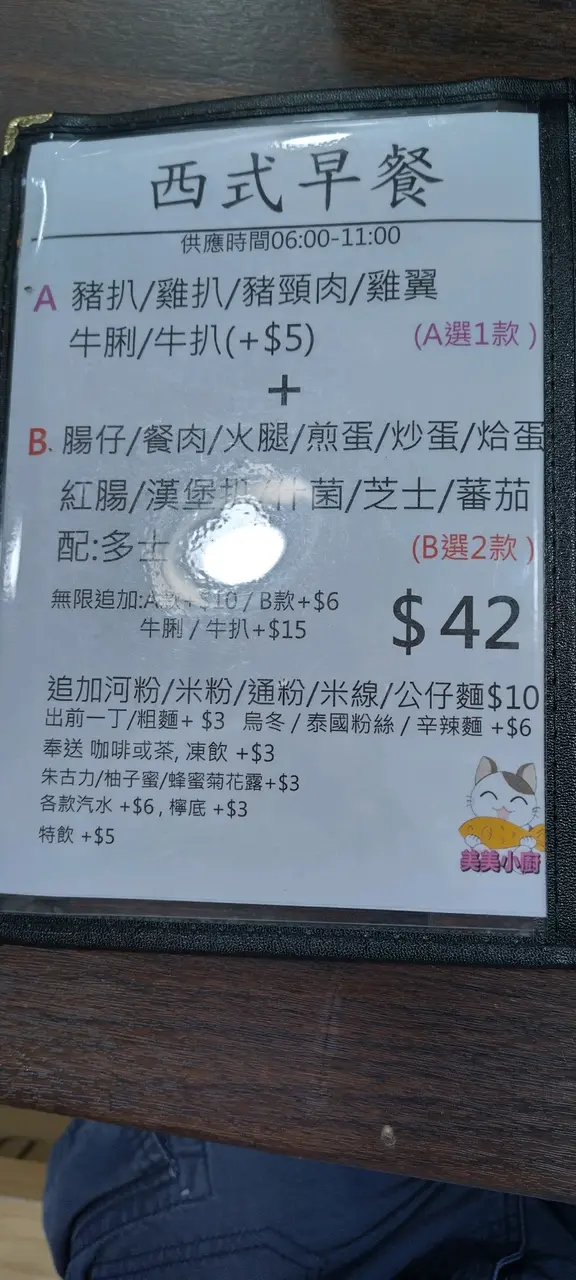 西式早餐
供應時間06:00-11:00
A 豬扒/雞扒/豬頸肉/雞翼
牛脷/牛扒(+$5) (A選1款)
+
B. 腸仔/餐肉/火腿/煎蛋/炒蛋/烚蛋
紅腸/漢堡扒/什菌/芝士/蕃茄
配:多士 (B選2款)
無限追加:A款+$10 / B款+$6
牛脷 / 牛扒+$15
$42
追加河粉/米粉/通粉/米線/公仔麵$10
出前一丁/粗麵+ $3 烏冬 / 泰國粉絲 / 辛辣麵 +$6
奉送 咖啡或茶, 凍飲 +$3
朱古力/柚子蜜/蜂蜜菊花露+$3
各款汽水 +$6 , 檸底 +$3
特飲 +$5
美美小廚